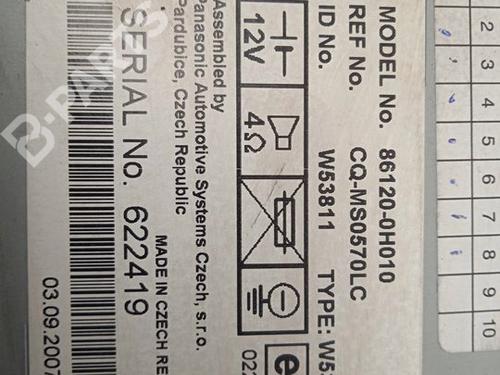 1 2 3 4 5 6 7 8 9 10
MODEL No. 86120-0H010
REF No. CQ-MS0570LC
ID No. W53811 TYPE: W53
12V 4Ω
e
022
Assembled by
Panasonic Automotive Systems Czech, s.r.o.
Pardubice, Czech Republic
MADE IN CZECH RE
SERIAL No. 622419
03.09.2007
B-PARTS